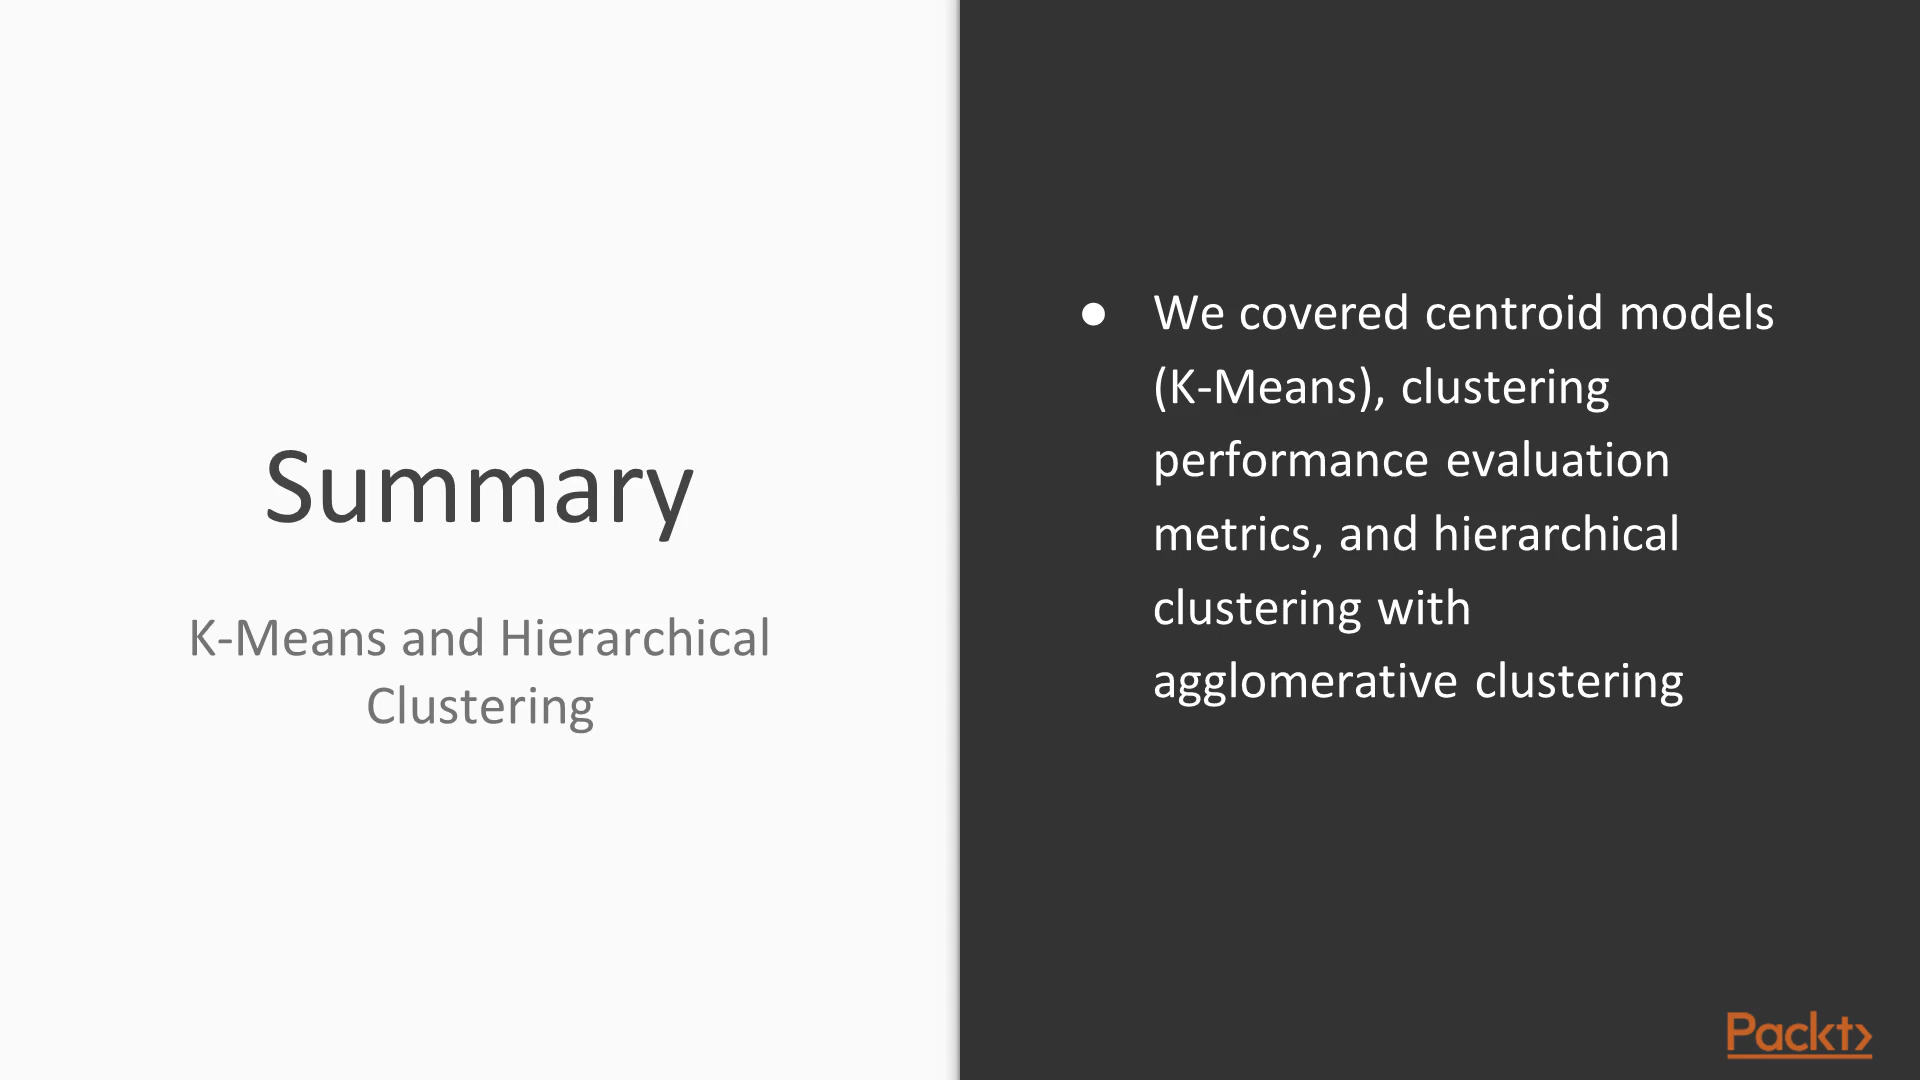 Summary
K-Means and Hierarchical
Clustering
● We covered centroid models
(K-Means), clustering
performance evaluation
metrics, and hierarchical
clustering with
agglomerative clustering
Packt>